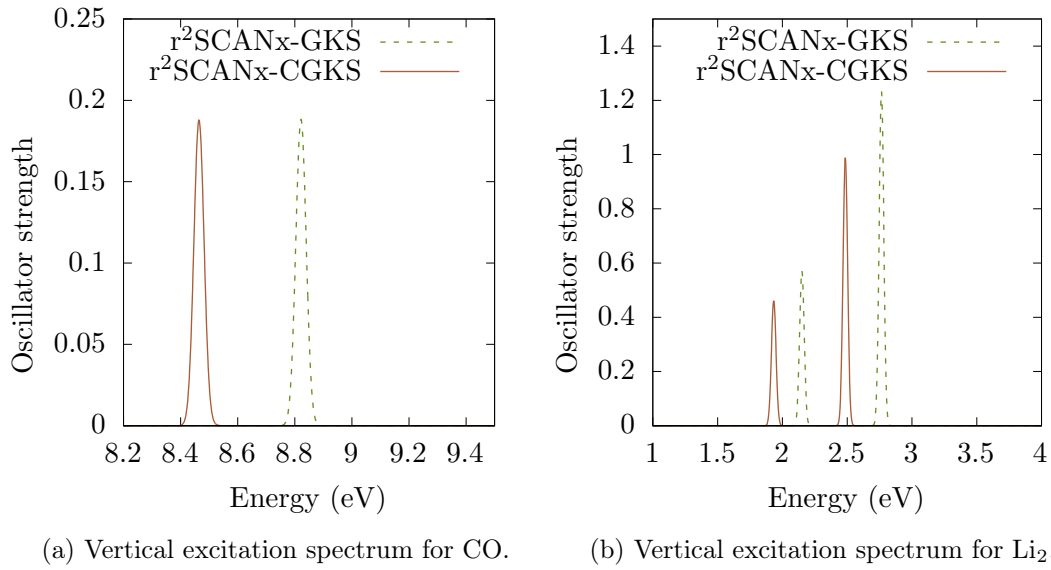 r²SCANx-GKS
r²SCANx-CGKS
Oscillator strength
0.25
0.2
0.15
0.1
0.05
0
8.2 8.4 8.6 8.8 9 9.2 9.4
Energy (eV)
(a) Vertical excitation spectrum for CO.
r²SCANx-GKS
r²SCANx-CGKS
Oscillator strength
1.4
1.2
1
0.8
0.6
0.4
0.2
0
1 1.5 2 2.5 3 3.5 4
Energy (eV)
(b) Vertical excitation spectrum for Li₂